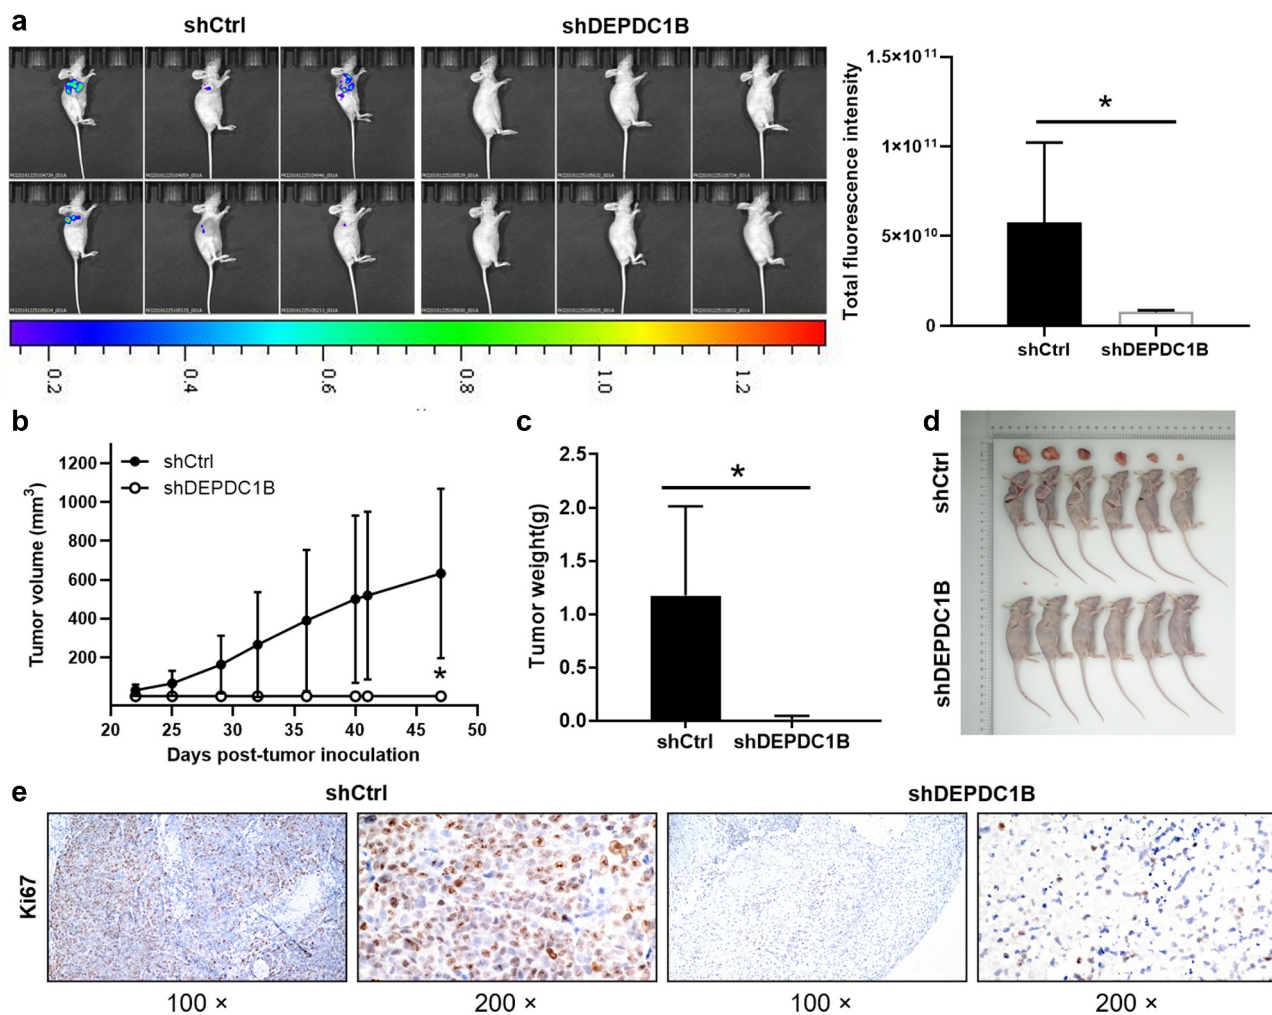 a
shCtrl
shDEPDC1B
0.2
0.4
0.6
0.8
1.0
1.2
Total fluorescence intensity
1.5×10¹¹
1×10¹¹
5×10¹⁰
0
*
shCtrl
shDEPDC1B
b
Tumor volume (mm³)
1200
1000
800
600
400
200
shCtrl
shDEPDC1B
*
20
25
30
35
40
45
50
Days post-tumor inoculation
c
Tumor weight(g)
2.5
2.0
1.5
1.0
0.5
0.0
*
shCtrl
shDEPDC1B
d
shCtrl
shDEPDC1B
e
shCtrl
shDEPDC1B
Ki67
100 ×
200 ×
100 ×
200 ×